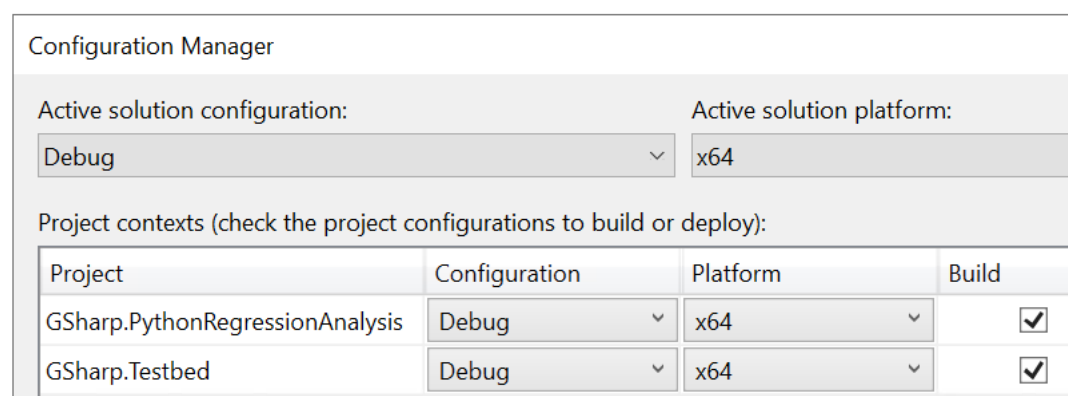 Configuration Manager
Active solution configuration: Active solution platform:
Debug x64
Project contexts (check the project configurations to build or deploy):
Project Configuration Platform Build
GSharp.PythonRegressionAnalysis Debug x64
GSharp.Testbed Debug x64